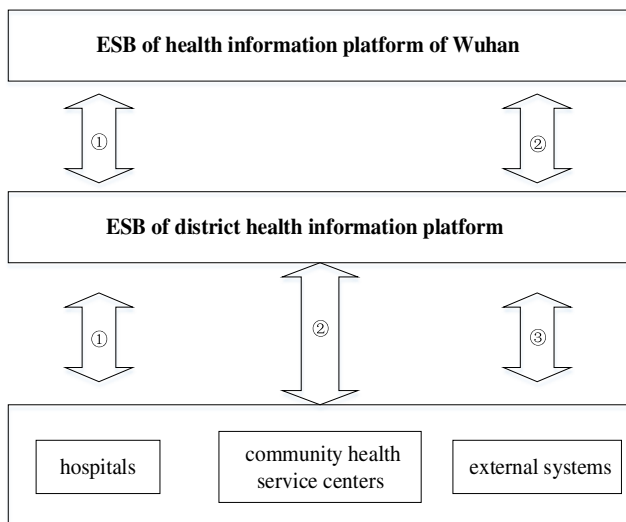 ESB of health information platform of Wuhan
① ②
ESB of district health information platform
① ② ③
hospitals
community health
service centers
external systems